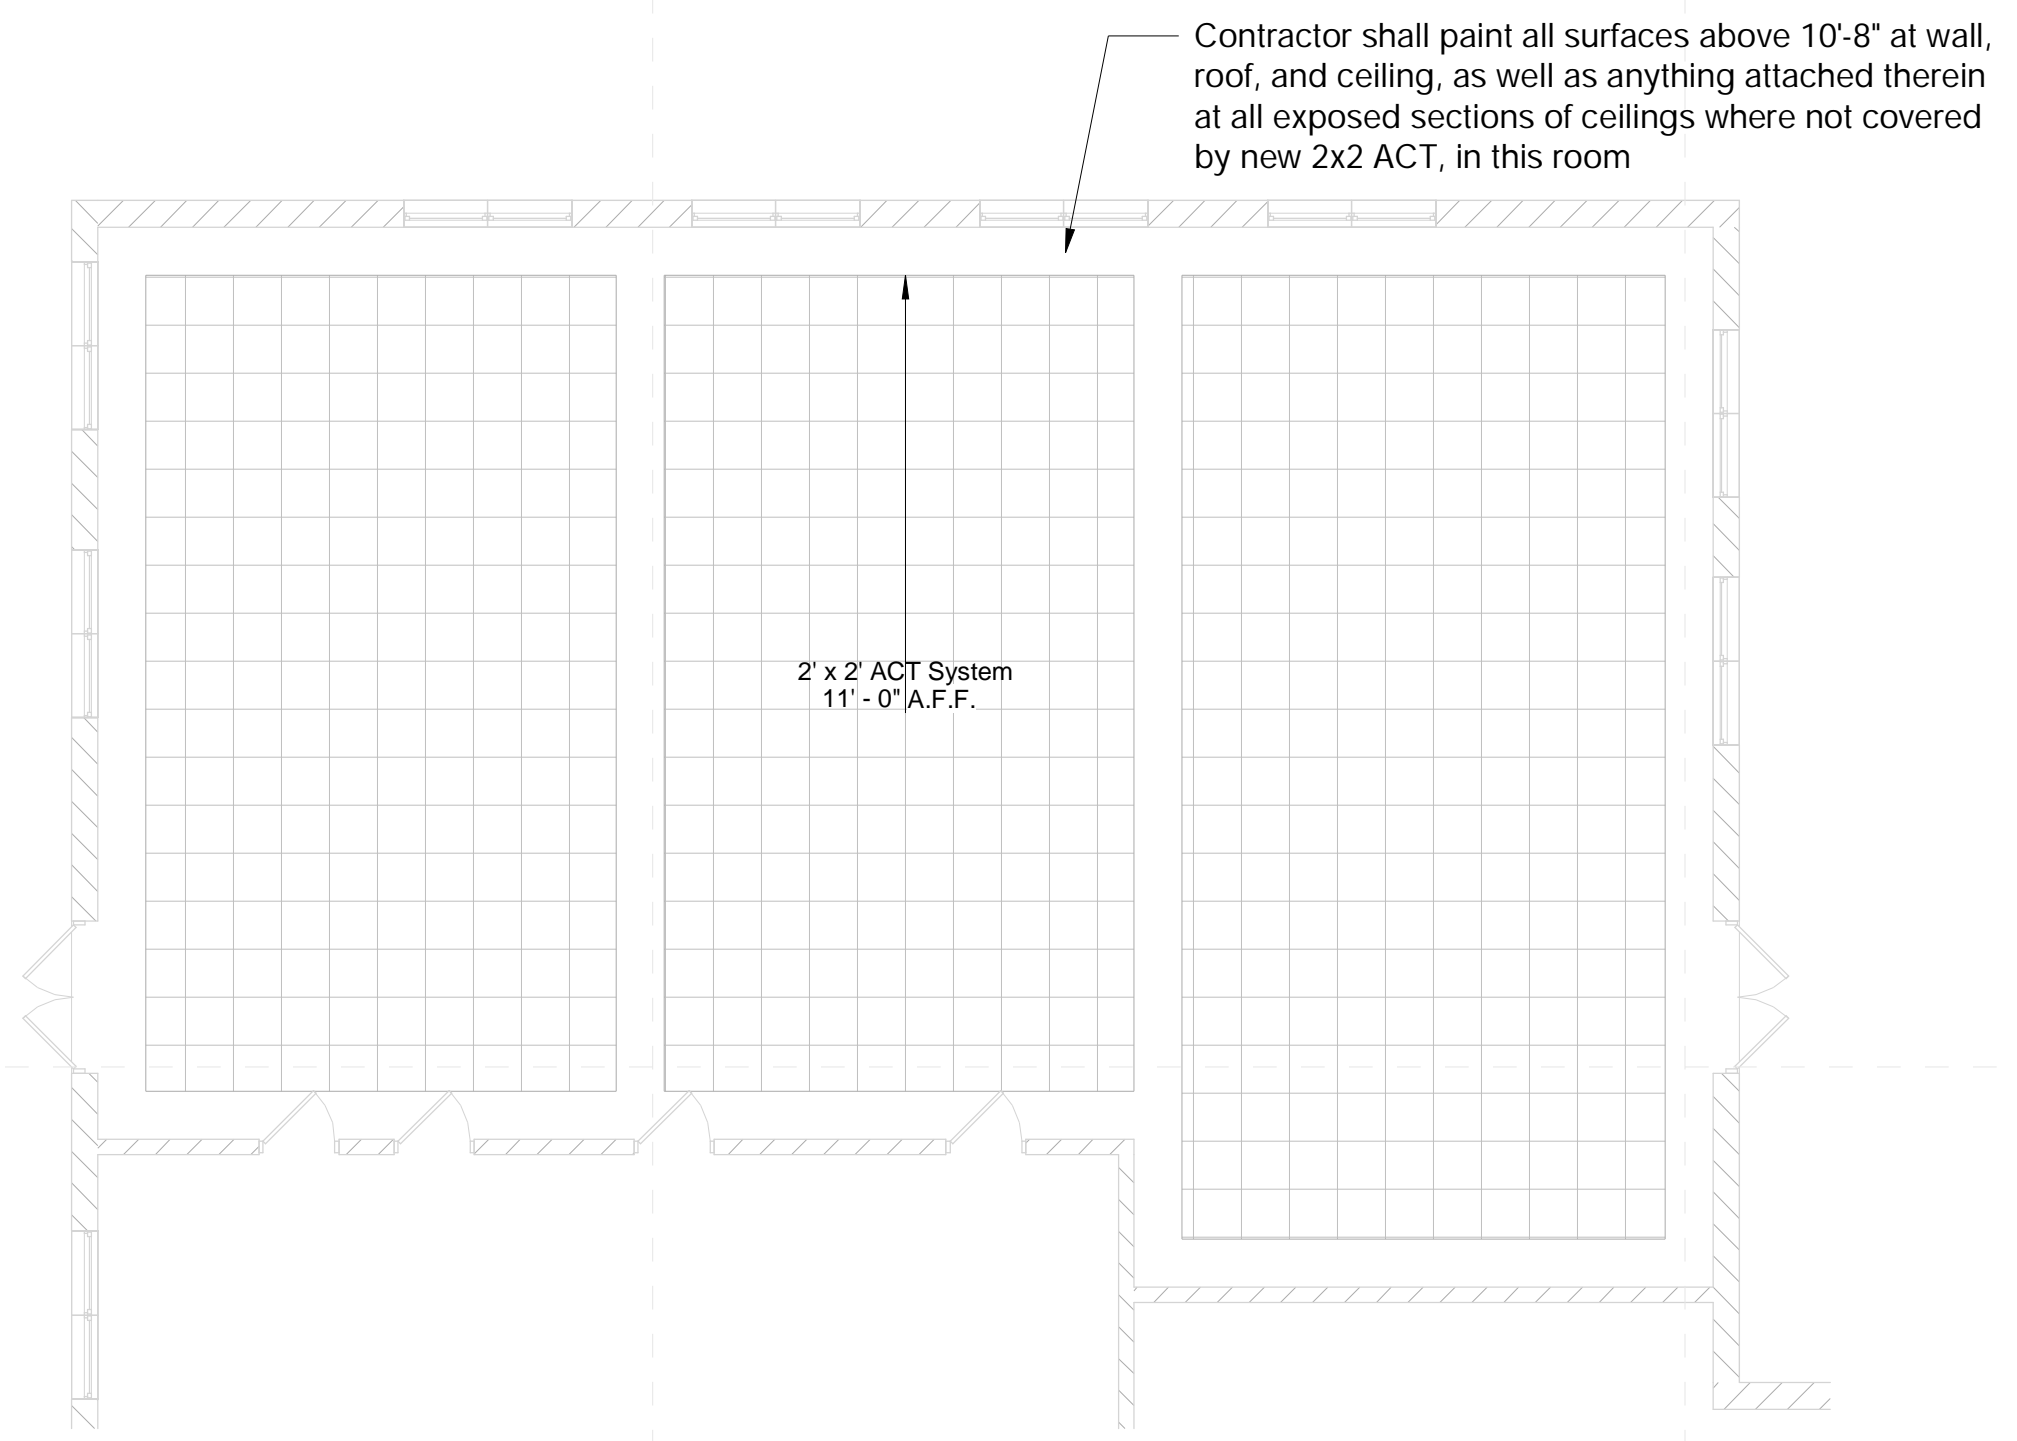 Contractor shall paint all surfaces above 10'-8" at wall,
roof, and ceiling, as well as anything attached therein
at all exposed sections of ceilings where not covered
by new 2x2 ACT, in this room
2' x 2' ACT System
11' - 0" A.F.F.